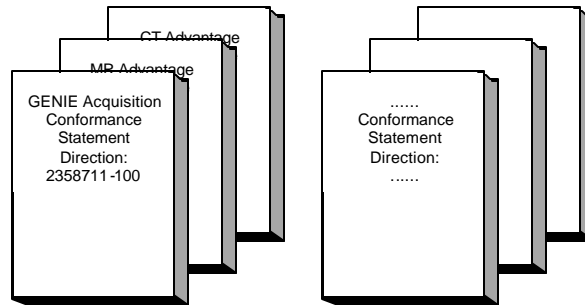 CT Advantage
MR Advantage
GENIE Acquisition
Conformance
Statement
Direction:
2358711-100
......
Conformance
Statement
Direction:
......